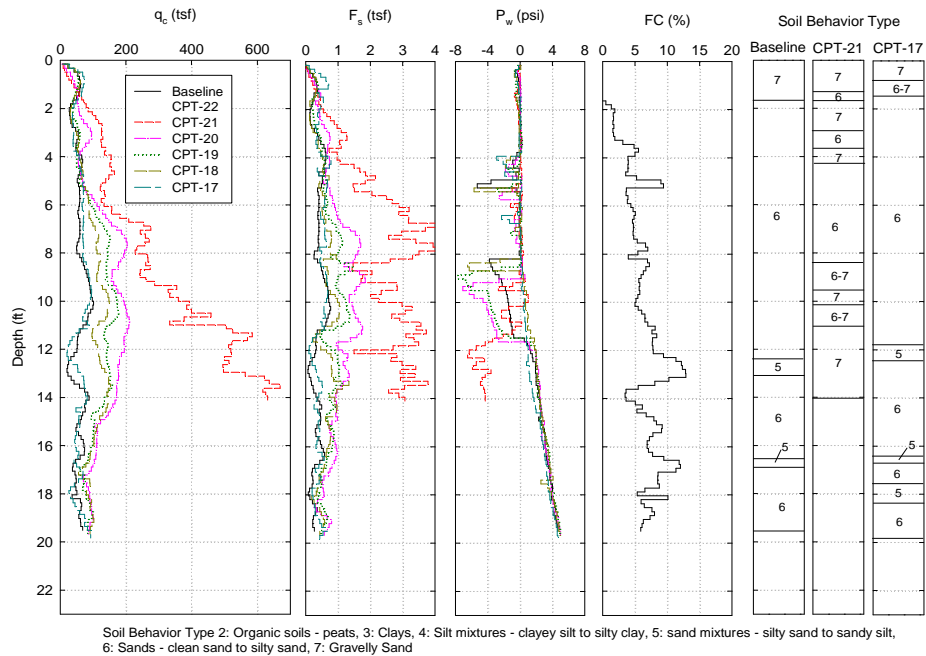 qc (tsf) Fs (tsf) Pw (psi) FC (%) Soil Behavior Type
Baseline CPT-21 CPT-17
0 200 400 600
0 1 2 3 4
-8 -4 0 4 8
0 5 10 15 20
Depth (ft)
0
2
4
6
8
10
12
14
16
18
20
22
Baseline
CPT-22
CPT-21
CPT-20
CPT-19
CPT-18
CPT-17
7
6
5
6
5
6
7
6
7
6
7
6
6-7
7
6-7
7
7
6-7
6
5
6
5
6
5
6
Soil Behavior Type 2: Organic soils - peats, 3: Clays, 4: Silt mixtures - clayey silt to silty clay, 5: sand mixtures - silty sand to sandy silt,
6: Sands - clean sand to silty sand, 7: Gravelly Sand